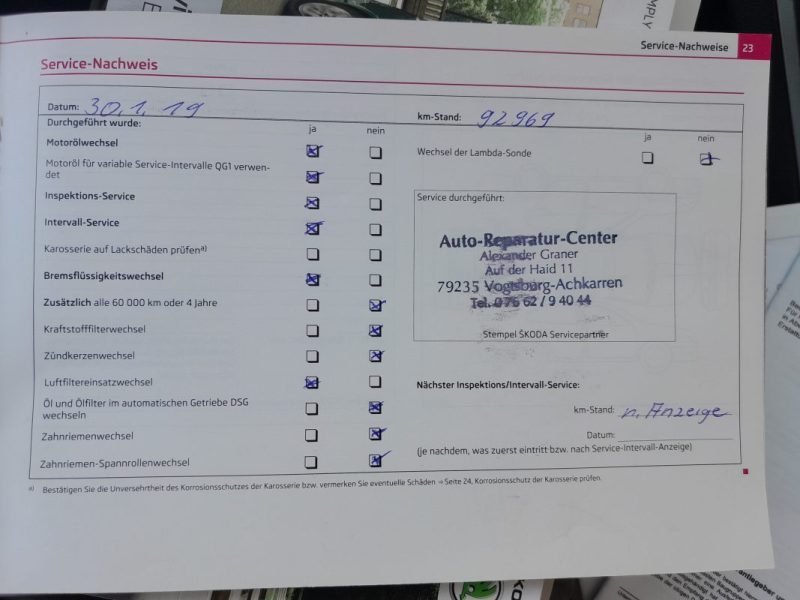 MPLY
Service-Nachweise 23
Service-Nachweis
Datum: 30.1.19
km-Stand: 92969
Durchgeführt wurde:
ja nein
ja nein
Motorölwechsel
Wechsel der Lambda-Sonde
Motoröl für variable Service-Intervalle QG1 verwen-
det
Inspektions-Service
Service durchgeführt:
Intervall-Service
Auto-Reparatur-Center
Alexander Graner
Auf der Haid 11
79235 Vogtsburg-Achkarren
Tel. 0 76 62 / 9 40 44
Stempel ŠKODA Servicepartner
Karosserie auf Lackschäden prüfen a)
Bremsflüssigkeitswechsel
Zusätzlich alle 60 000 km oder 4 Jahre
Kraftstofffilterwechsel
Zündkerzenwechsel
Luftfiltereinsatzwechsel
Öl und Ölfilter im automatischen Getriebe DSG
wechseln
Zahnriemenwechsel
Zahnriemen-Spannrollenwechsel
Nächster Inspektions/Intervall-Service:
km-Stand: n. Anzeige
Datum:
(je nachdem, was zuerst eintritt bzw. nach Service-Intervall-Anzeige)
a) Bestätigen Sie die Unversehrtheit des Korrosionsschutzes der Karosserie bzw. vermerken Sie eventuelle Schäden → Seite 24, Korrosionsschutz der Karosserie prüfen.